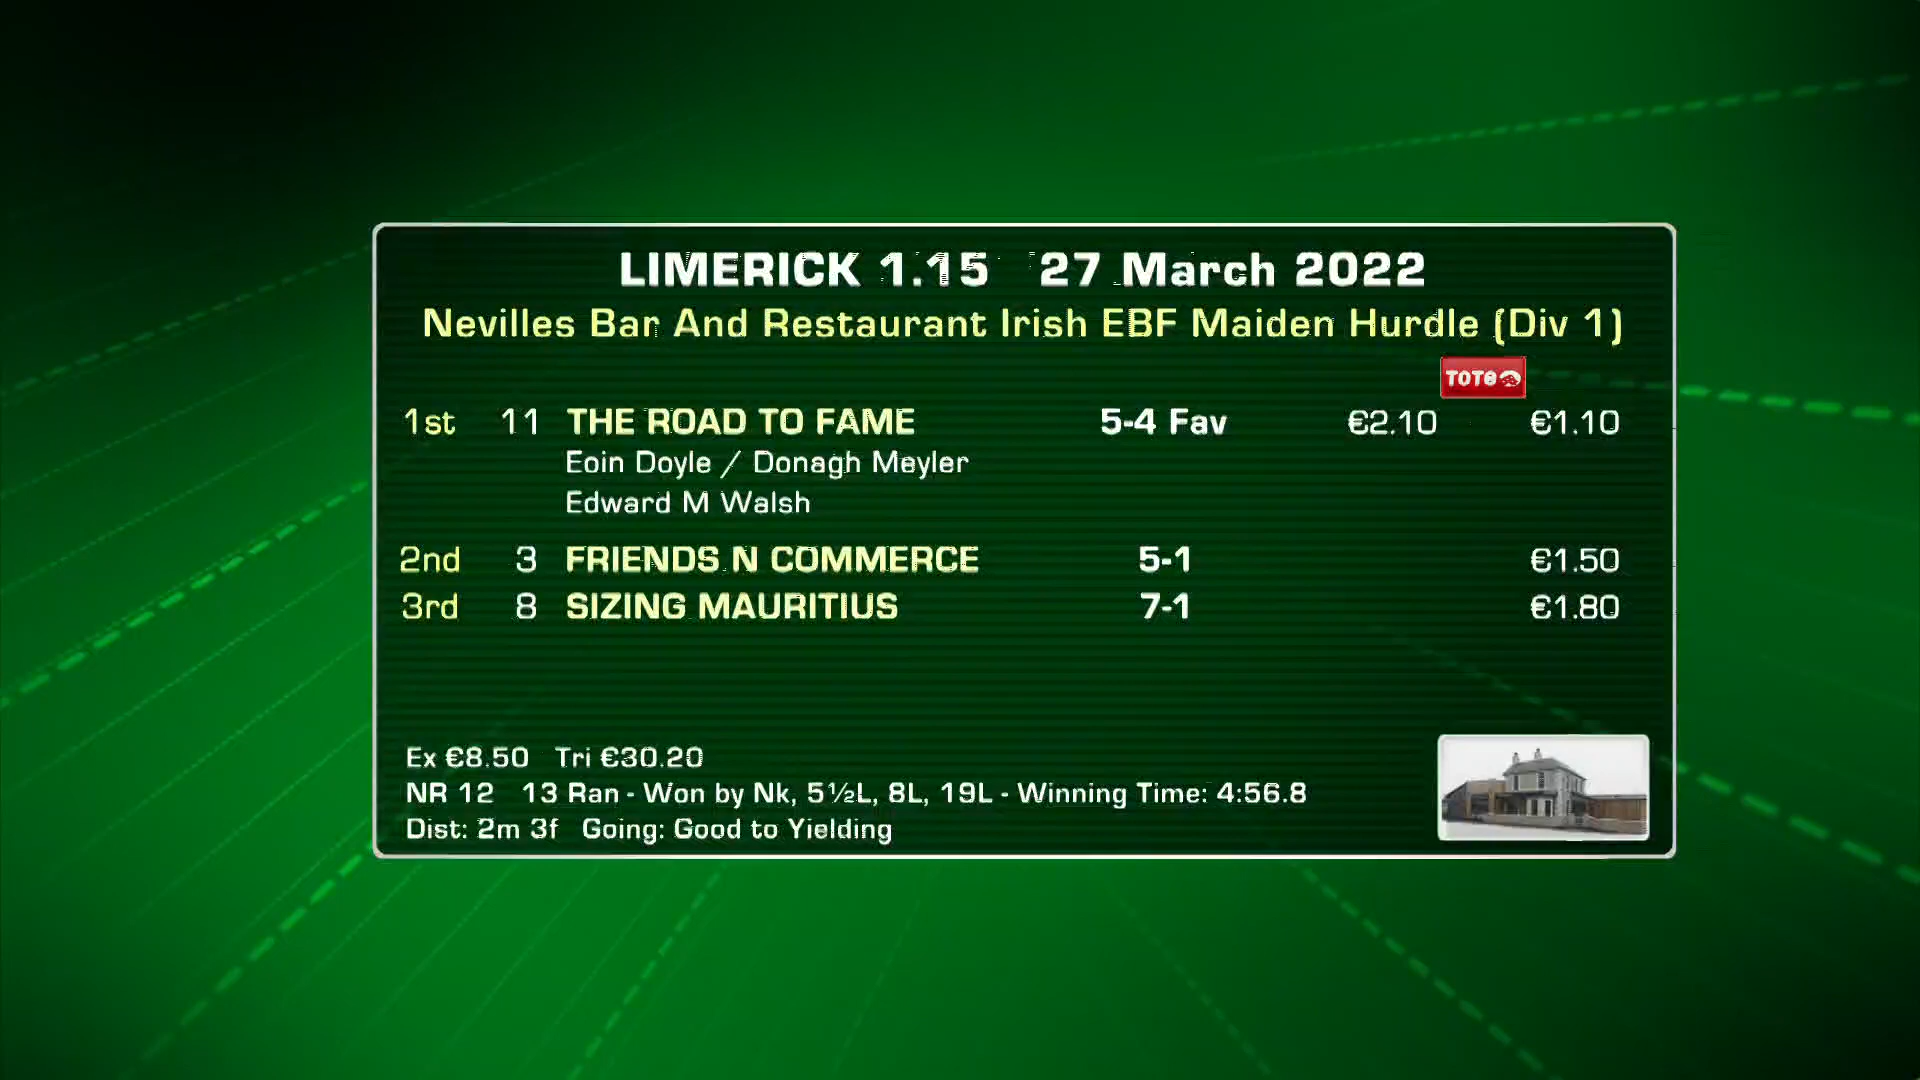 LIMERICK 1.15 27 March 2022
Nevilles Bar And Restaurant Irish EBF Maiden Hurdle (Div 1)
TOTE
1st 11 THE ROAD TO FAME 5-4 Fav €2.10 €1.10
Eoin Doyle / Donagh Meyler
Edward M Walsh
2nd 3 FRIENDS N COMMERCE 5-1 €1.50
3rd 8 SIZING MAURITIUS 7-1 €1.80
Ex €8.50 Tri €30.20
NR 12 13 Ran - Won by Nk, 5½L, 8L, 19L - Winning Time: 4:56.8
Dist: 2m 3f Going: Good to Yielding